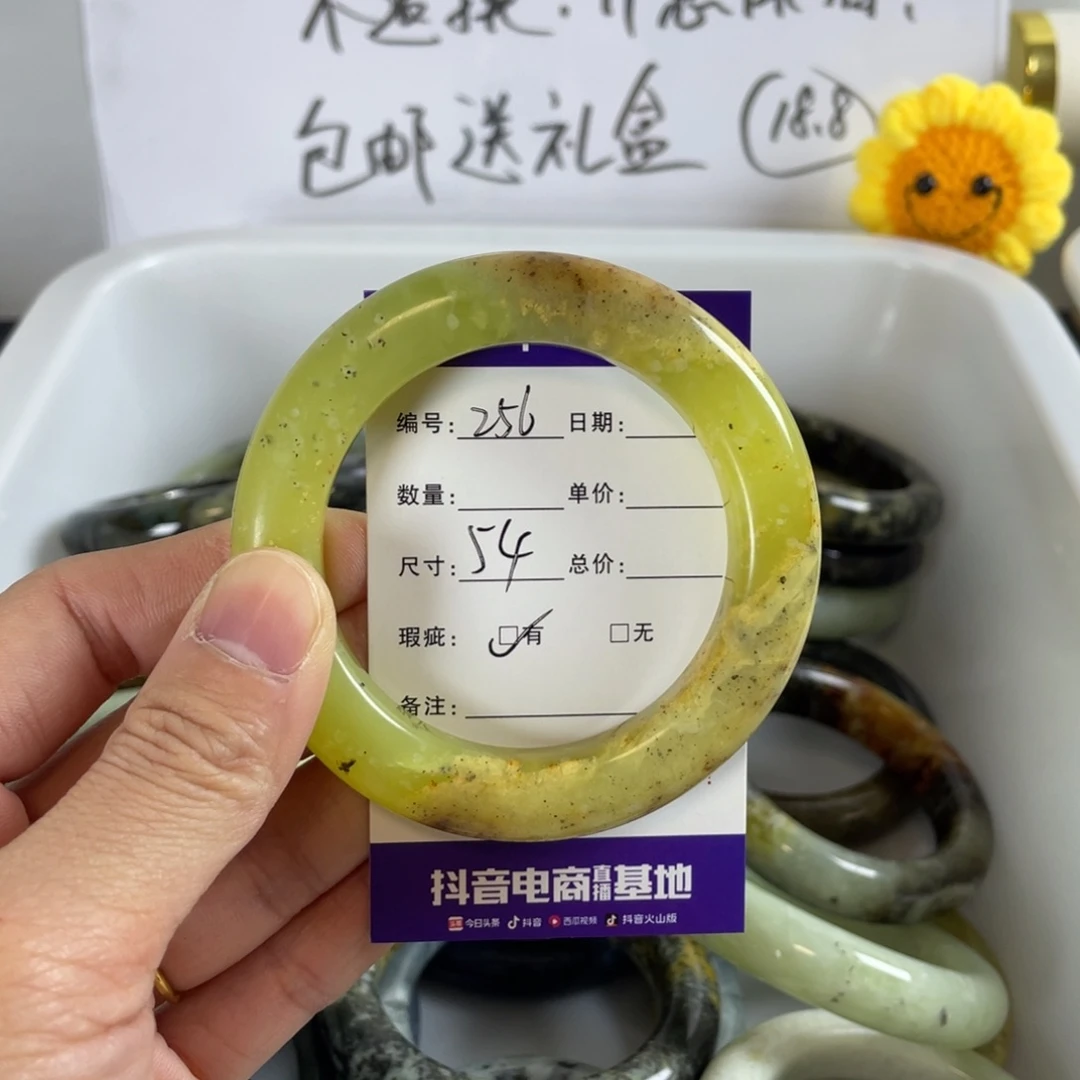 包邮送礼盒 (18.8)
编号: 256 日期:
数量: 单价:
尺寸: 54 总价:
瑕疵: ☑有 □无
备注:
抖音电商直播基地
今日头条 抖音 西瓜视频 抖音火山版